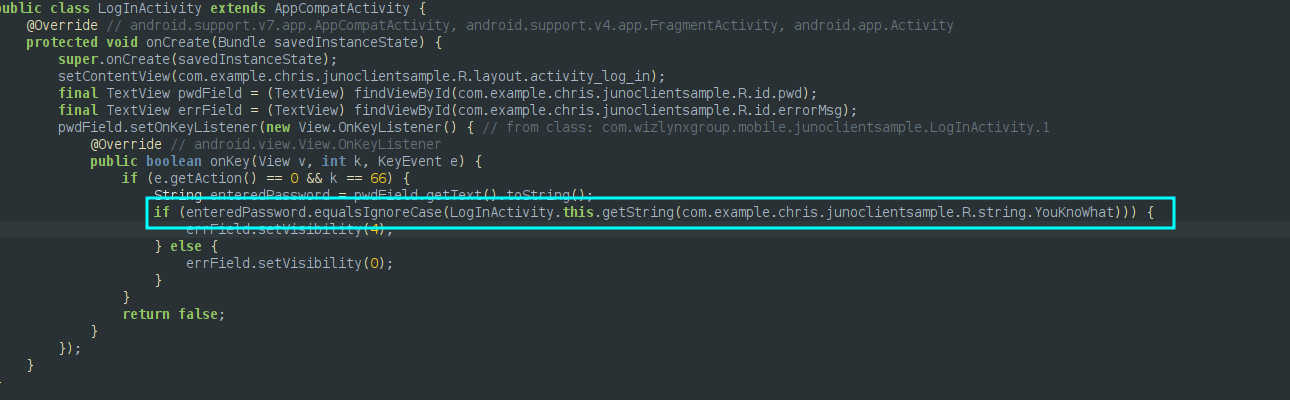 public class LogInActivity extends AppCompatActivity {
@Override // android.support.v7.app.AppCompatActivity, android.support.v4.app.FragmentActivity, android.app.Activity
protected void onCreate(Bundle savedInstanceState) {
super.onCreate(savedInstanceState);
setContentView(com.example.chris.junoclientsample.R.layout.activity_log_in);
final TextView pwdField = (TextView) findViewById(com.example.chris.junoclientsample.R.id.pwd);
final TextView errField = (TextView) findViewById(com.example.chris.junoclientsample.R.id.errorMsg);
pwdField.setOnKeyListener(new View.OnKeyListener() { // from class: com.wizlynxgroup.mobile.junoclientsample.LogInActivity.1
@Override // android.view.View.OnKeyListener
public boolean onKey(View v, int k, KeyEvent e) {
if (e.getAction() == 0 && k == 66) {
String enteredPassword = pwdField.getText().toString();
if (enteredPassword.equalsIgnoreCase(LogInActivity.this.getString(com.example.chris.junoclientsample.R.string.YouKnoWhat))) {
errField.setVisibility(4);
} else {
errField.setVisibility(0);
}
}
return false;
}
});
}
}